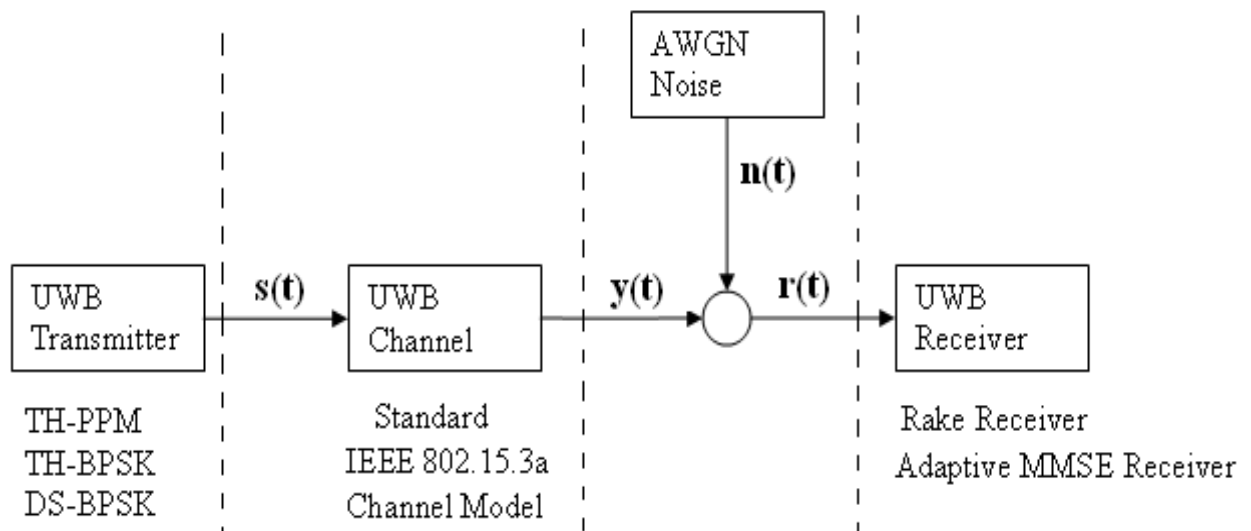 AWGN
Noise
n(t)
UWB
Transmitter
s(t)
UWB
Channel
y(t)
r(t)
UWB
Receiver
TH-PPM
TH-BPSK
DS-BPSK
Standard
IEEE 802.15.3a
Channel Model
Rake Receiver
Adaptive MMSE Receiver